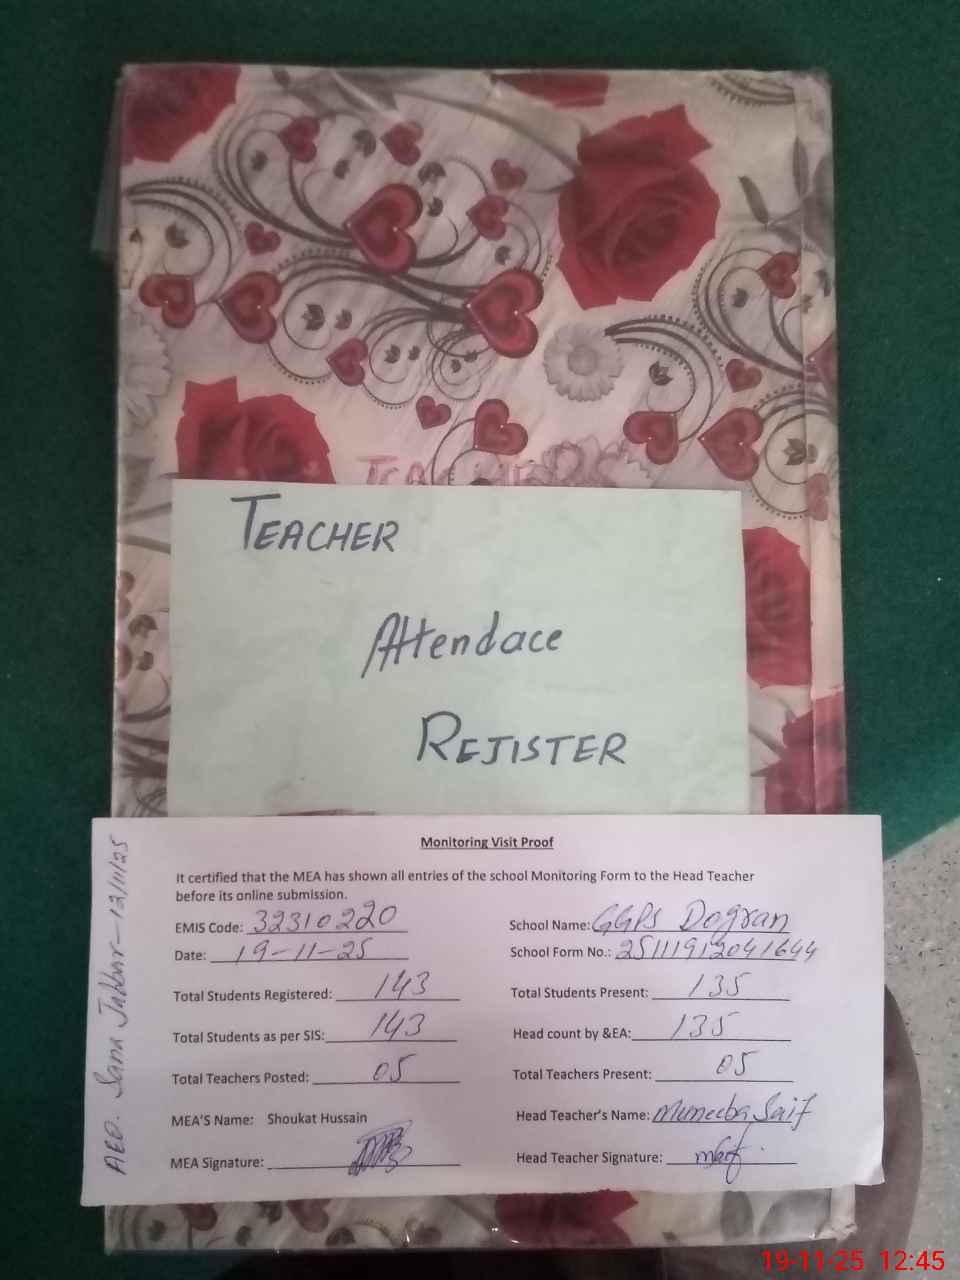 TEACHER
Attendace
REJISTER
Monitoring Visit Proof
It certified that the MEA has shown all entries of the school Monitoring Form to the Head Teacher
before its online submission.
EMIS Code: 32310220 School Name: GGPS Dogran
Date: 19-11-25 School Form No.: 25111912041644
Total Students Registered: 143 Total Students Present: 135
Total Students as per SIS: 143 Head count by &EA: 135
Total Teachers Posted: 05 Total Teachers Present: 05
MEA'S Name: Shoukat Hussain Head Teacher's Name: Muneeba Saif
MEA Signature: Head Teacher Signature:
AEO. Sana Jabbar-12/11/25
19-11-25 12:45